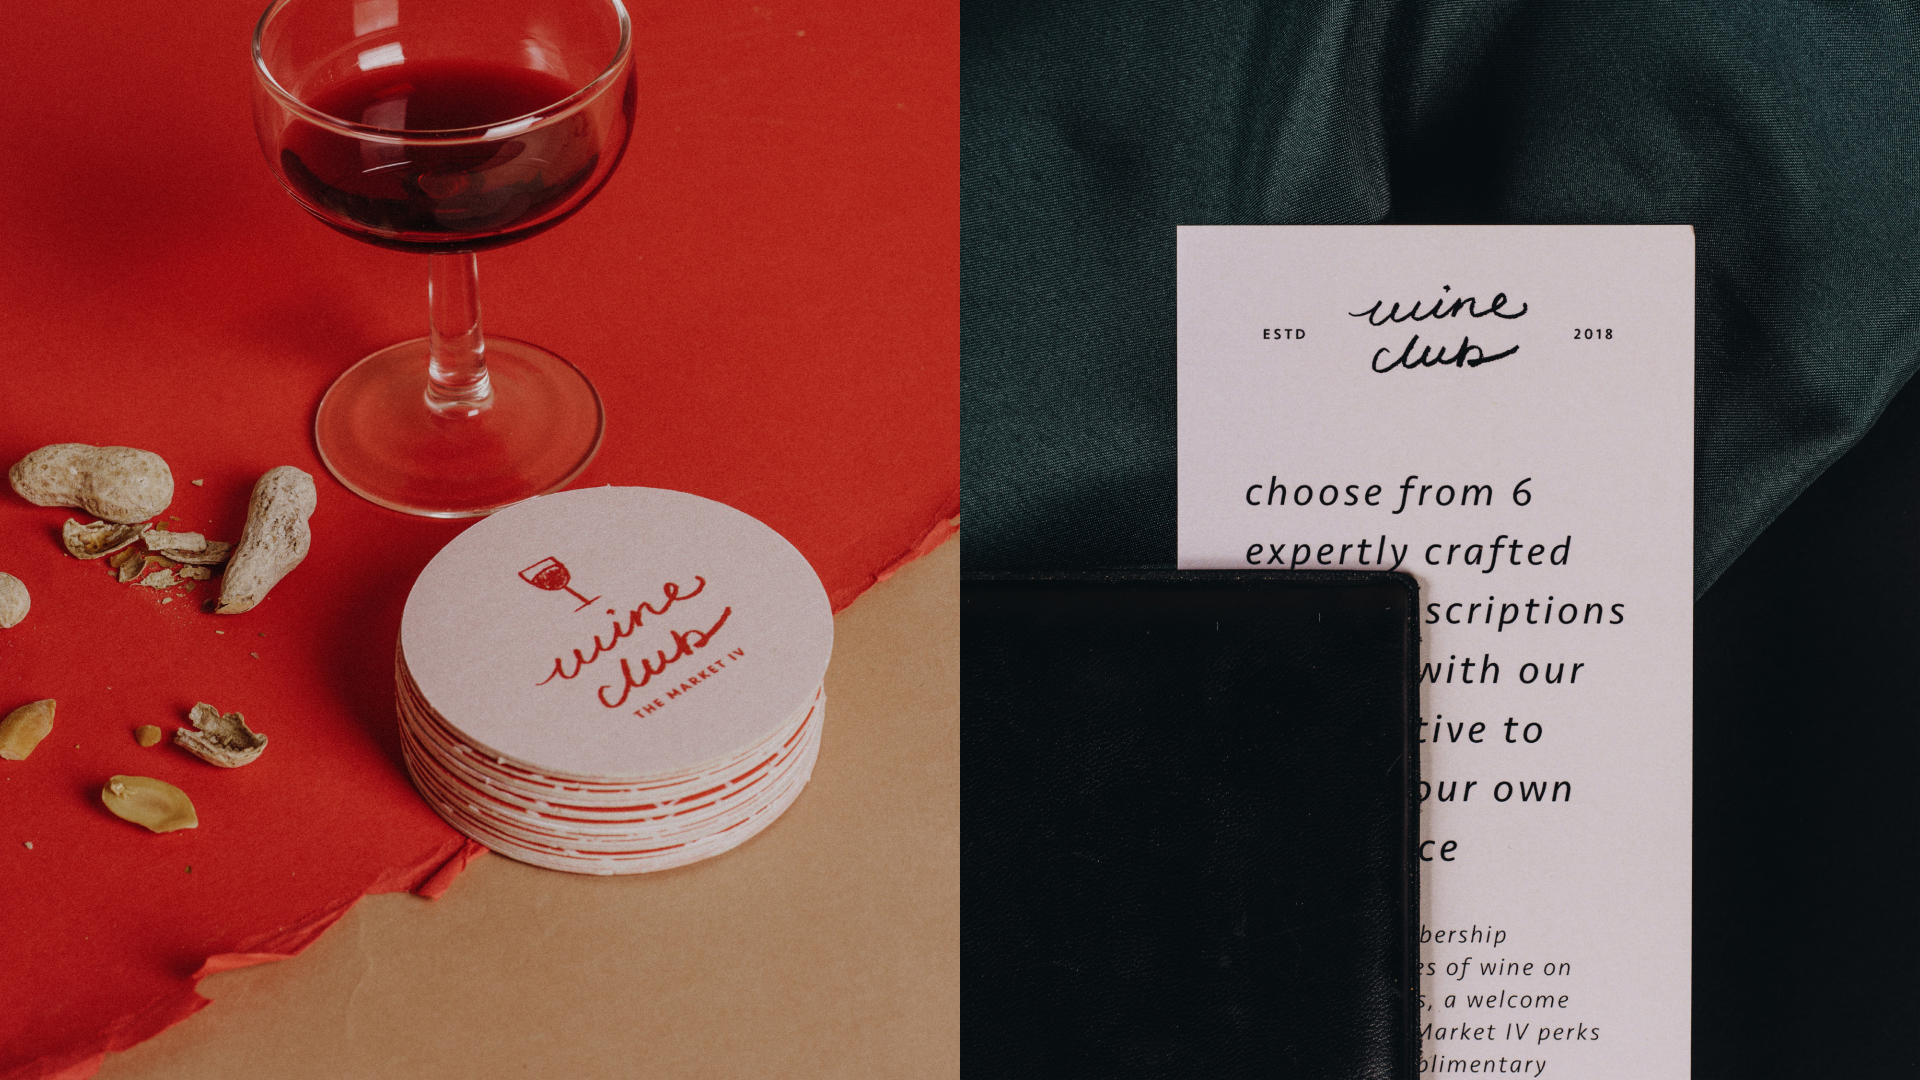 wine
club
THE MARKET IV
ESTD
wine
club
2018
choose from 6
expertly crafted
scriptions
with our
tive to
our own
ce
bership
es of wine on
s, a welcome
Market IV perks
plimentary